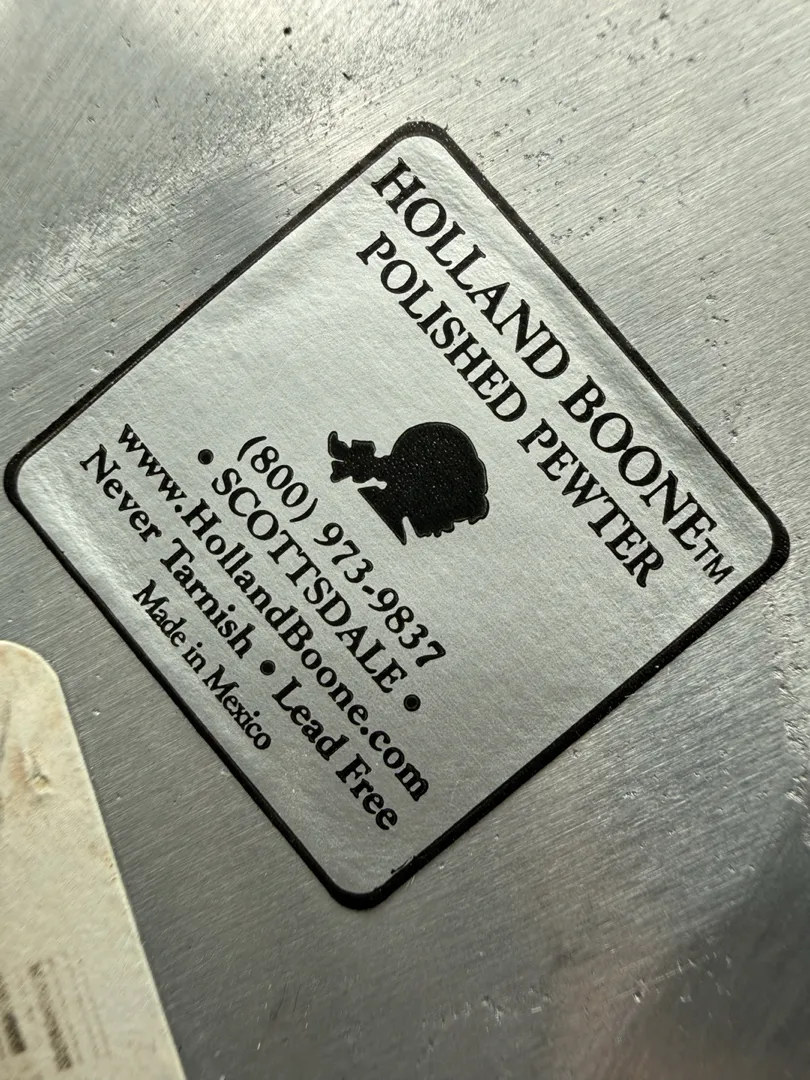 HOLLAND BOONE™
POLISHED PEWTER
(800) 973-9837
• SCOTTSDALE •
www.HollandBoone.com
Never Tarnish • Lead Free
Made in Mexico